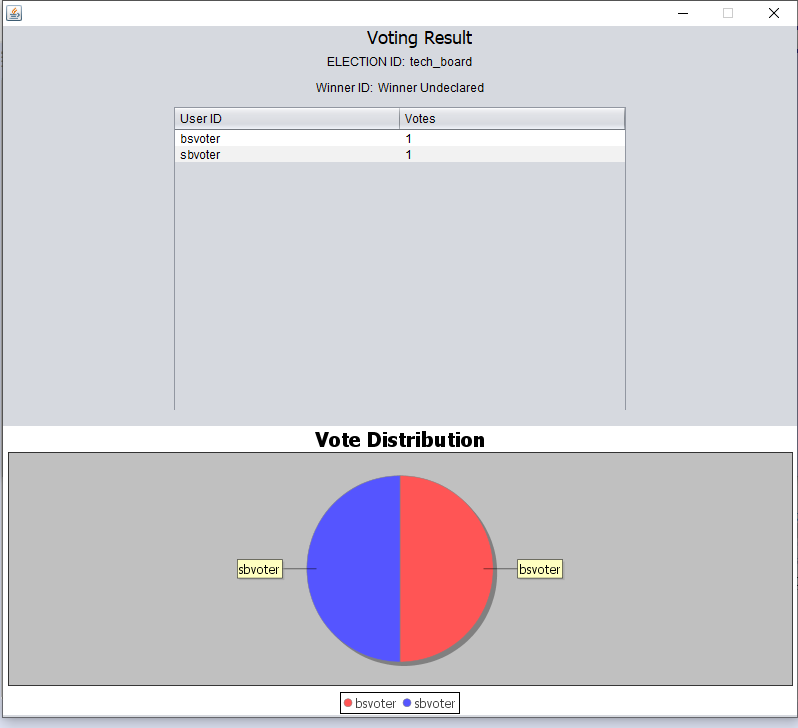 Voting Result
ELECTION ID: tech_board
Winner ID: Winner Undeclared
User ID Votes
bsvoter 1
sbvoter 1
Vote Distribution
sbvoter bsvoter
bsvoter sbvoter